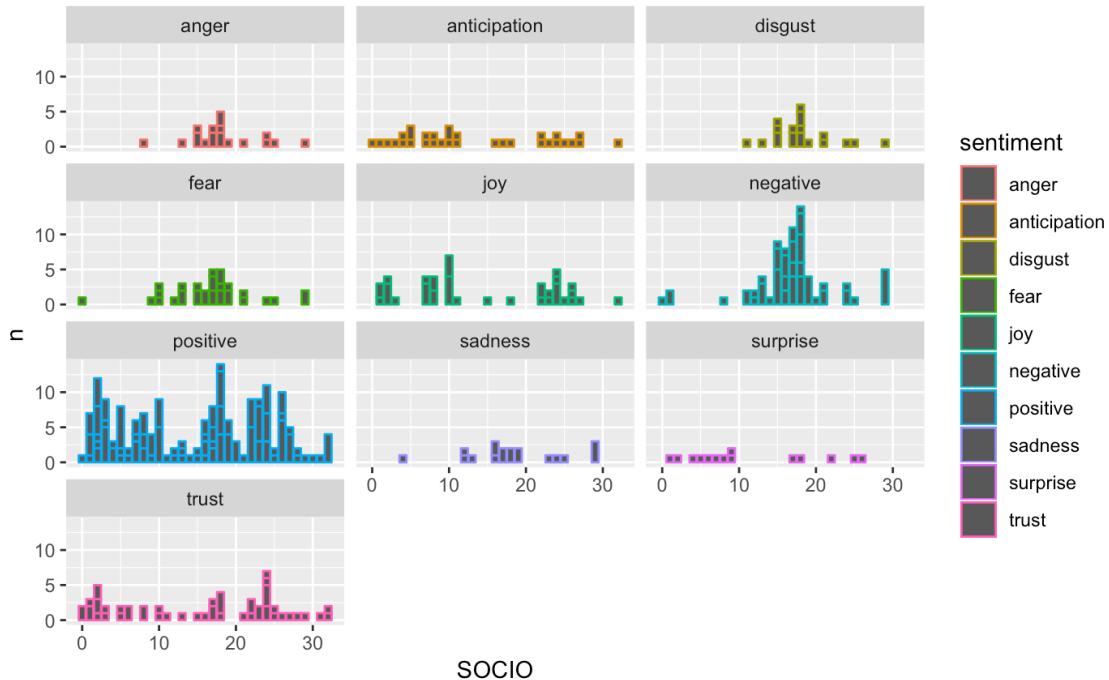 anger anticipation disgust
10
5
0
fear joy negative
10
5
0
positive sadness surprise
10
5
0
0 10 20 30 0 10 20 30
trust
10
5
0
0 10 20 30
n
SOCIO
sentiment
anger
anticipation
disgust
fear
joy
negative
positive
sadness
surprise
trust